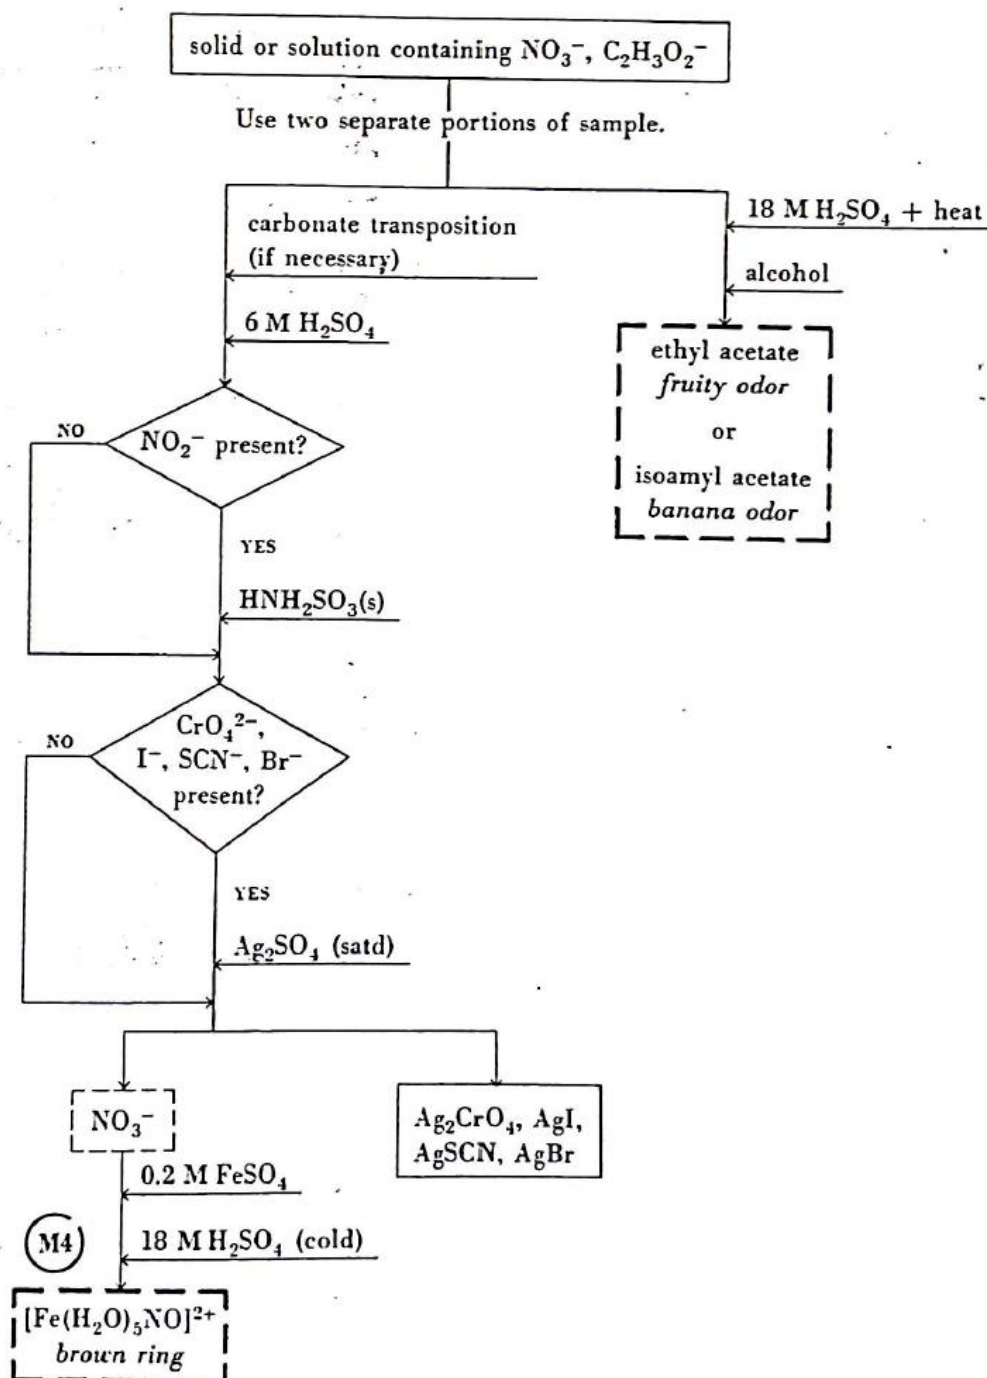 solid or solution containing NO₃⁻, C₂H₃O₂⁻
Use two separate portions of sample.
carbonate transposition
(if necessary)
6 M H₂SO₄
NO₂⁻ present?
NO
YES
HNH₂SO₃(s)
CrO₄²⁻,
I⁻, SCN⁻, Br⁻
present?
NO
YES
Ag₂SO₄ (satd)
NO₃⁻
Ag₂CrO₄, AgI,
AgSCN, AgBr
0.2 M FeSO₄
M4
18 M H₂SO₄ (cold)
[Fe(H₂O)₅NO]²⁺
brown ring
18 M H₂SO₄ + heat
alcohol
ethyl acetate
fruity odor
or
isoamyl acetate
banana odor